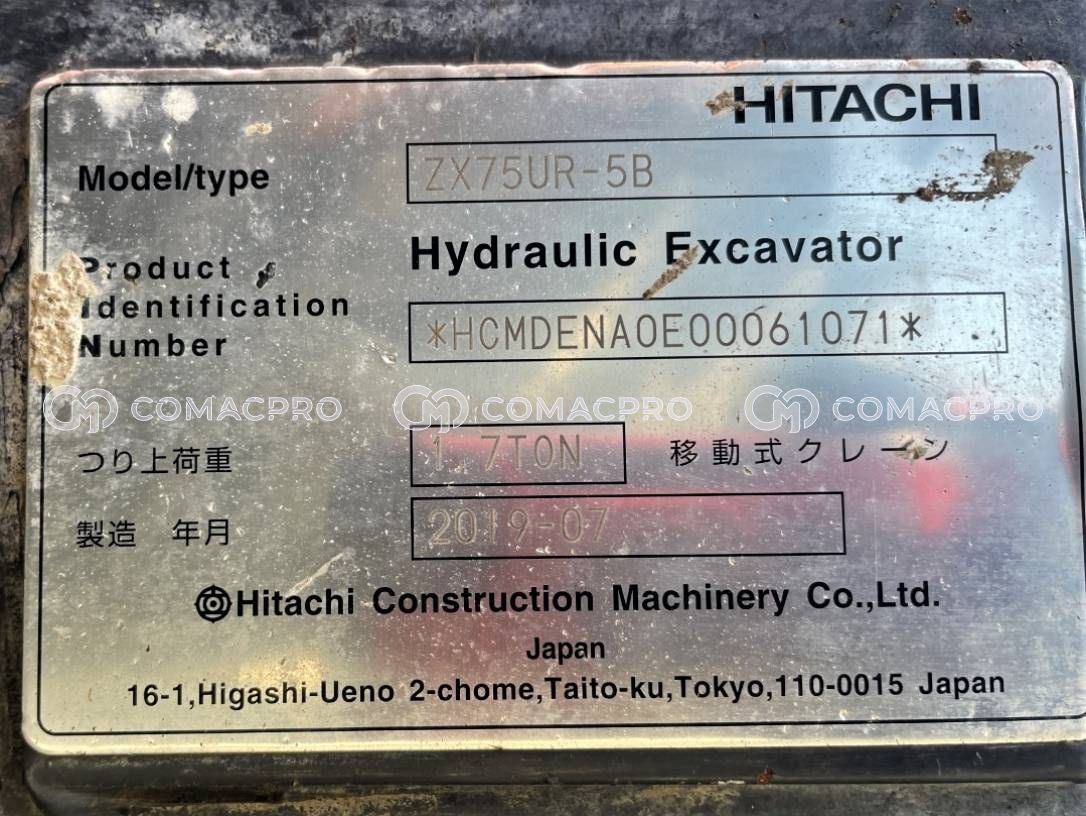 HITACHI
Model/type ZX75UR-5B
Hydraulic Excavator
Product
Identification
Number
*HCMDENA0E00061071*
COMACPRO COMACPRO COMACPRO
つり上荷重 1.7TON 移動式クレーン
製造 年月 2019-07
Hitachi Construction Machinery Co.,Ltd.
Japan
16-1,Higashi-Ueno 2-chome,Taito-ku,Tokyo,110-0015 Japan